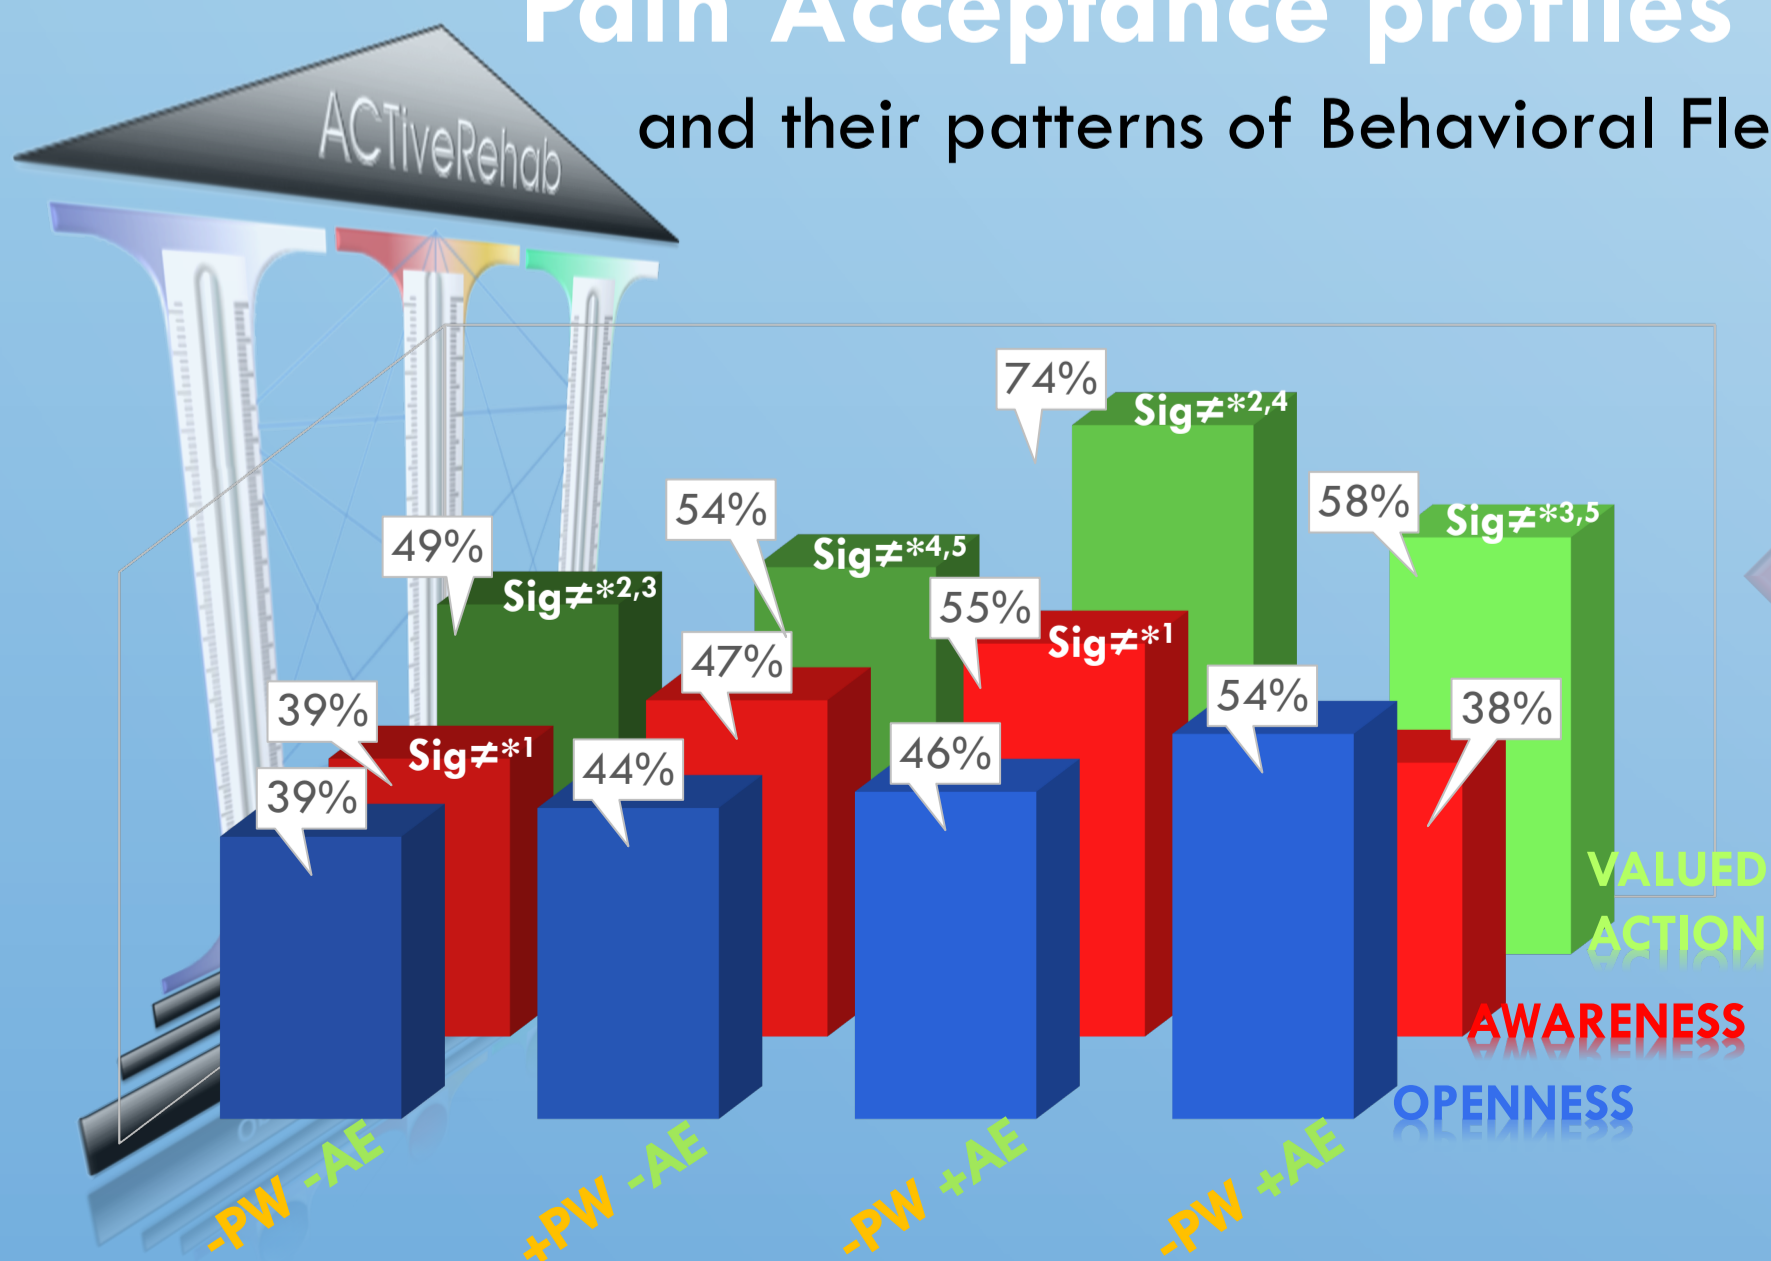 Pain Acceptance profiles
and their patterns of Behavioral Fle
ACTiveRehab
74%
Sig≠*2,4
58%
Sig≠*3,5
54%
Sig≠*4,5
49%
Sig≠*2,3
55%
Sig≠*1
47%
39%
Sig≠*1
54%
38%
46%
44%
39%
VALUED
ACTION
AWARENESS
OPENNESS
-PW -AE
+PW -AE
-PW +AE
-PW +AE